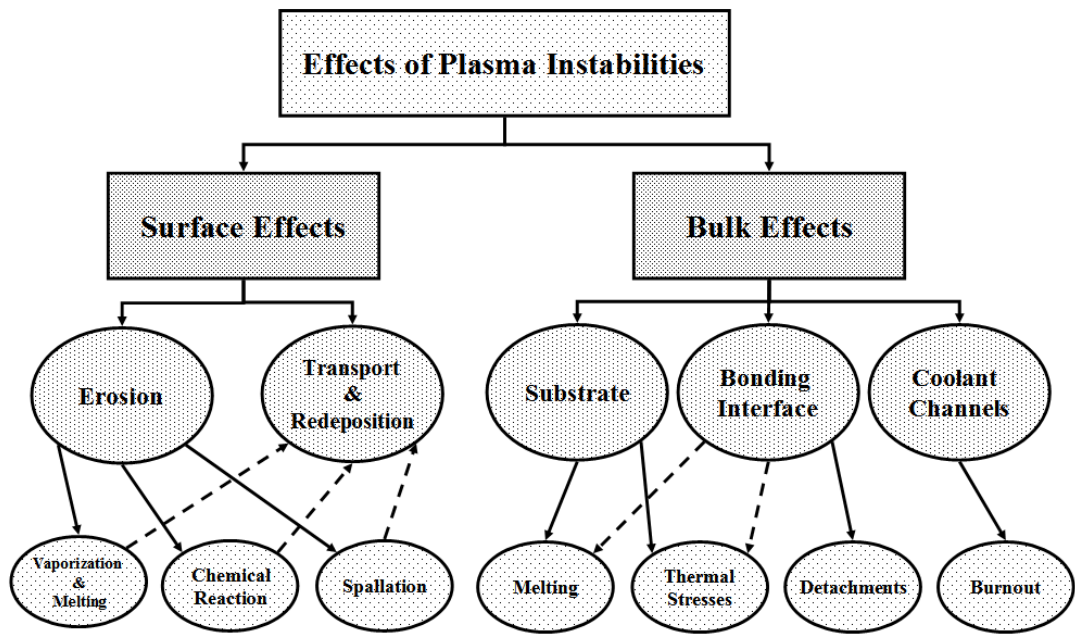 Effects of Plasma Instabilities
Surface Effects
Bulk Effects
Erosion
Transport
&
Redeposition
Substrate
Bonding
Interface
Coolant
Channels
Vaporization
&
Melting
Chemical
Reaction
Spallation
Melting
Thermal
Stresses
Detachments
Burnout